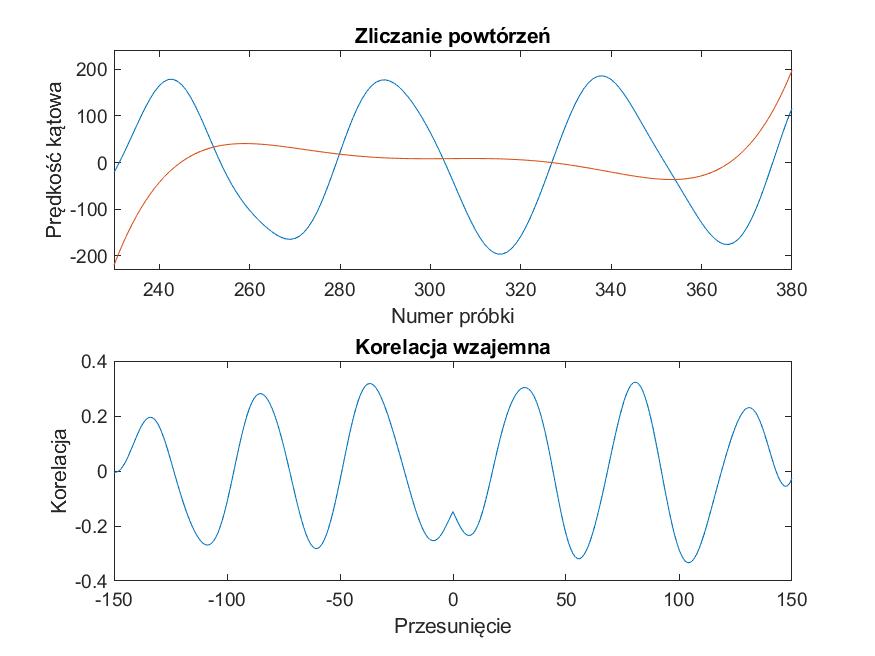 Zliczanie powtórzeń
200
100
0
-100
-200
Prędkość kątowa
240 260 280 300 320 340 360 380
Numer próbki
Korelacja wzajemna
0.4
0.2
0
-0.2
-0.4
Korelacja
-150 -100 -50 0 50 100 150
Przesunięcie